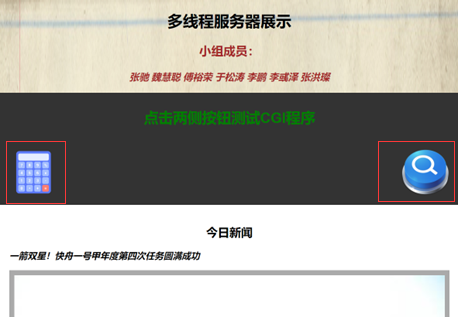 多线程服务器展示
小组成员：
张驰 魏慧聪 傅裕荣 于松涛 李鹏 李彧泽 张洪璨
点击两侧按钮测试CGI程序
今日新闻
一箭双星！快舟一号甲年度第四次任务圆满成功